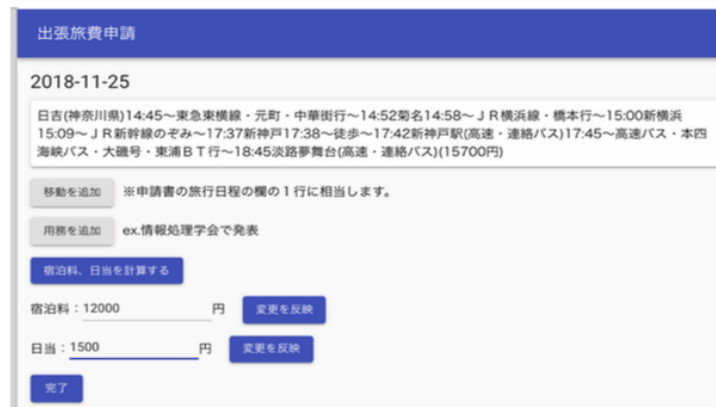 出張旅費申請
2018-11-25
日吉(神奈川県)14:45～東急東横線・元町・中華街行～14:52菊名14:58～ＪＲ横浜線・橋本行～15:00新横浜
15:09～ＪＲ新幹線のぞみ～17:37新神戸17:38～徒歩～17:42新神戸駅(高速・連絡バス)17:45～高速バス・本四
海峡バス・大磯号・東浦ＢＴ行～18:45淡路夢舞台(高速・連絡バス)(15700円)
移動を追加 ※申請書の旅行日程の欄の１行に相当します。
用務を追加 ex.情報処理学会で発表
宿泊料、日当を計算する
宿泊料：12000 円 変更を反映
日当：1500 円 変更を反映
完了